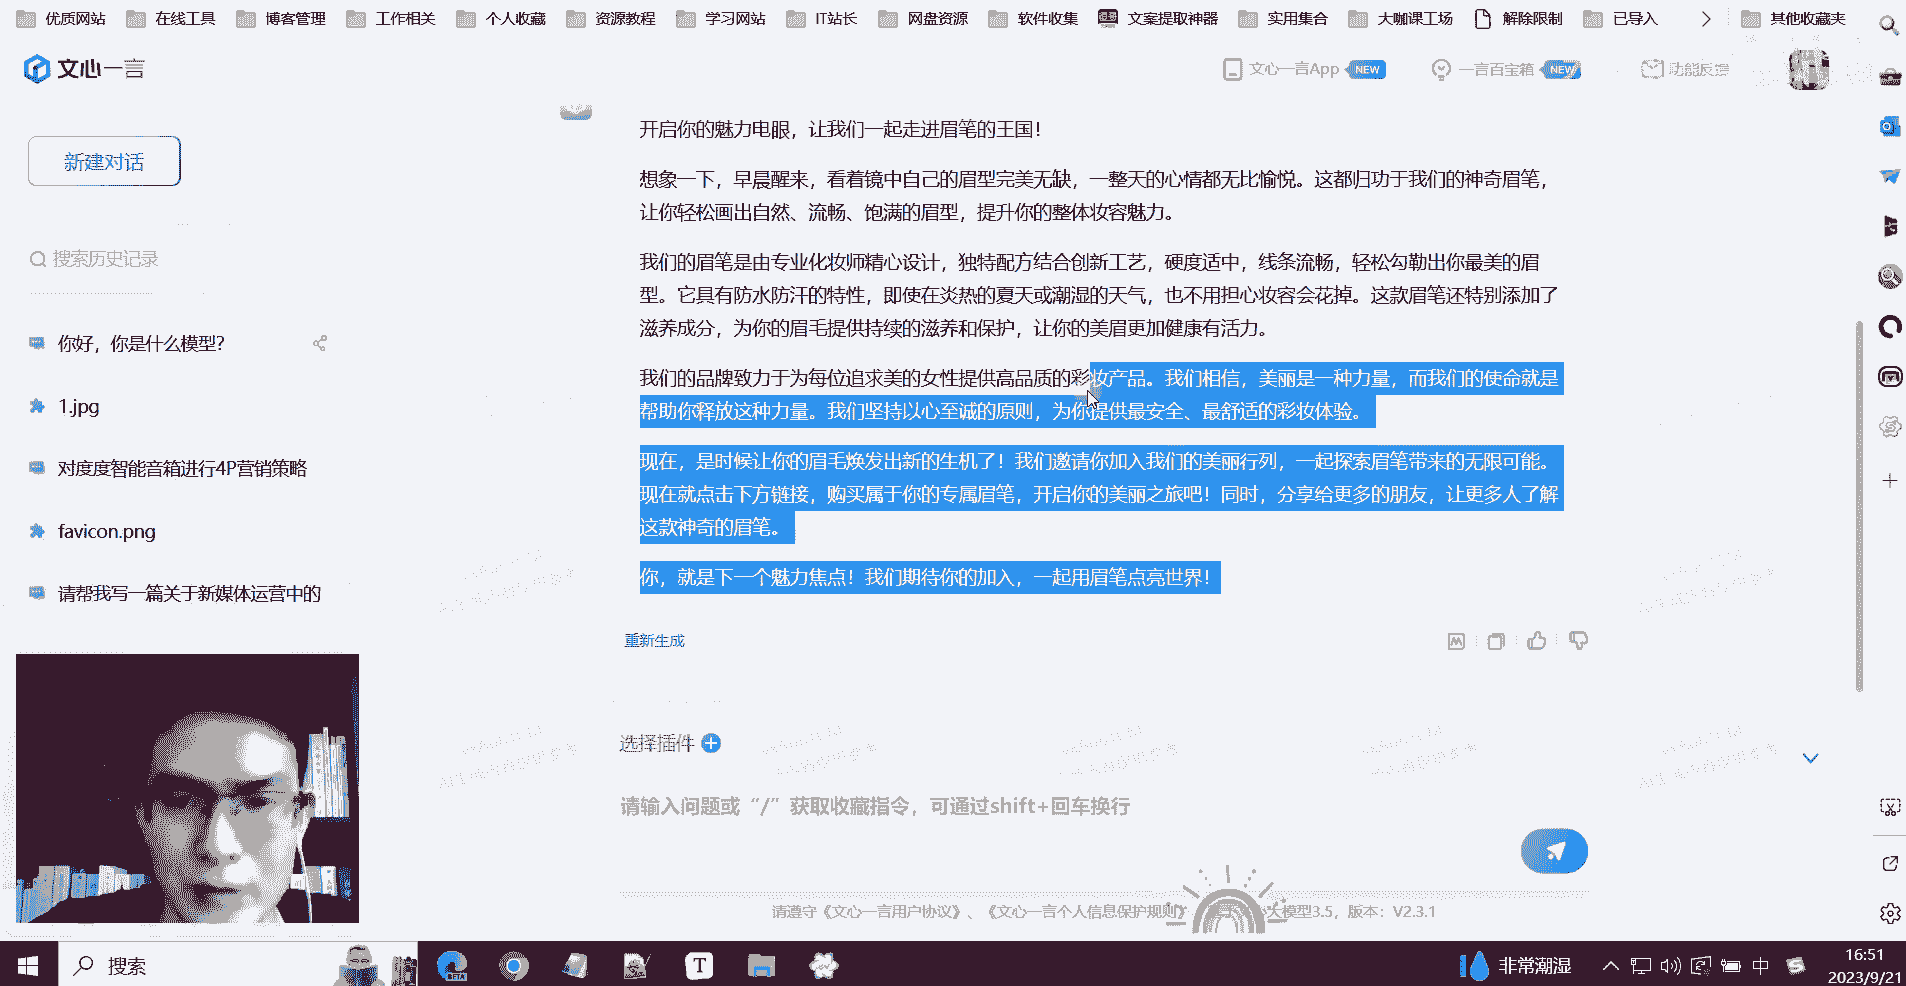 优质网站 在线工具 博客管理 工作相关 个人收藏 资源教程 学习网站 IT站长 网盘资源 软件收集 文案提取神器 实用集合 大咖课工场 解除限制 已导入 其他收藏夹
文心一言
文心一言App NEW 一言百宝箱 NEW 功能反馈
新建对话
搜索历史记录
你好，你是什么模型？
1.jpg
对度度智能音箱进行4P营销策略
favicon.png
请帮我写一篇关于新媒体运营中的
开启你的魅力电眼，让我们一起走进眉笔的王国！
想象一下，早晨醒来，看着镜中自己的眉型完美无缺，一整天的心情都无比愉悦。这都归功于我们的神奇眉笔，
让你轻松画出自然、流畅、饱满的眉型，提升你的整体妆容魅力。
我们的眉笔是由专业化妆师精心设计，独特配方结合创新工艺，硬度适中，线条流畅，轻松勾勒出你最美的眉
型。它具有防水防汗的特性，即使在炎热的夏天或潮湿的天气，也不用担心妆容会花掉。这款眉笔还特别添加了
滋养成分，为你的眉毛提供持续的滋养和保护，让你的美眉更加健康有活力。
我们的品牌致力于为每位追求美的女性提供高品质的彩妆产品。我们相信，美丽是一种力量，而我们的使命就是
帮助你释放这种力量。我们坚持以心至诚的原则，为你提供最安全、最舒适的彩妆体验。
现在，是时候让你的眉毛焕发出新的生机了！我们邀请你加入我们的美丽行列，一起探索眉笔带来的无限可能。
现在就点击下方链接，购买属于你的专属眉笔，开启你的美丽之旅吧！同时，分享给更多的朋友，让更多人了解
这款神奇的眉笔。
你，就是下一个魅力焦点！我们期待你的加入，一起用眉笔点亮世界！
重新生成
选择插件
请输入问题或“/”获取收藏指令，可通过shift+回车换行
请遵守《文心一言用户协议》、《文心一言个人信息保护规则》 大模型3.5，版本：V2.3.1
搜索
BETA
T
非常潮湿
中
16:51
2023/9/21